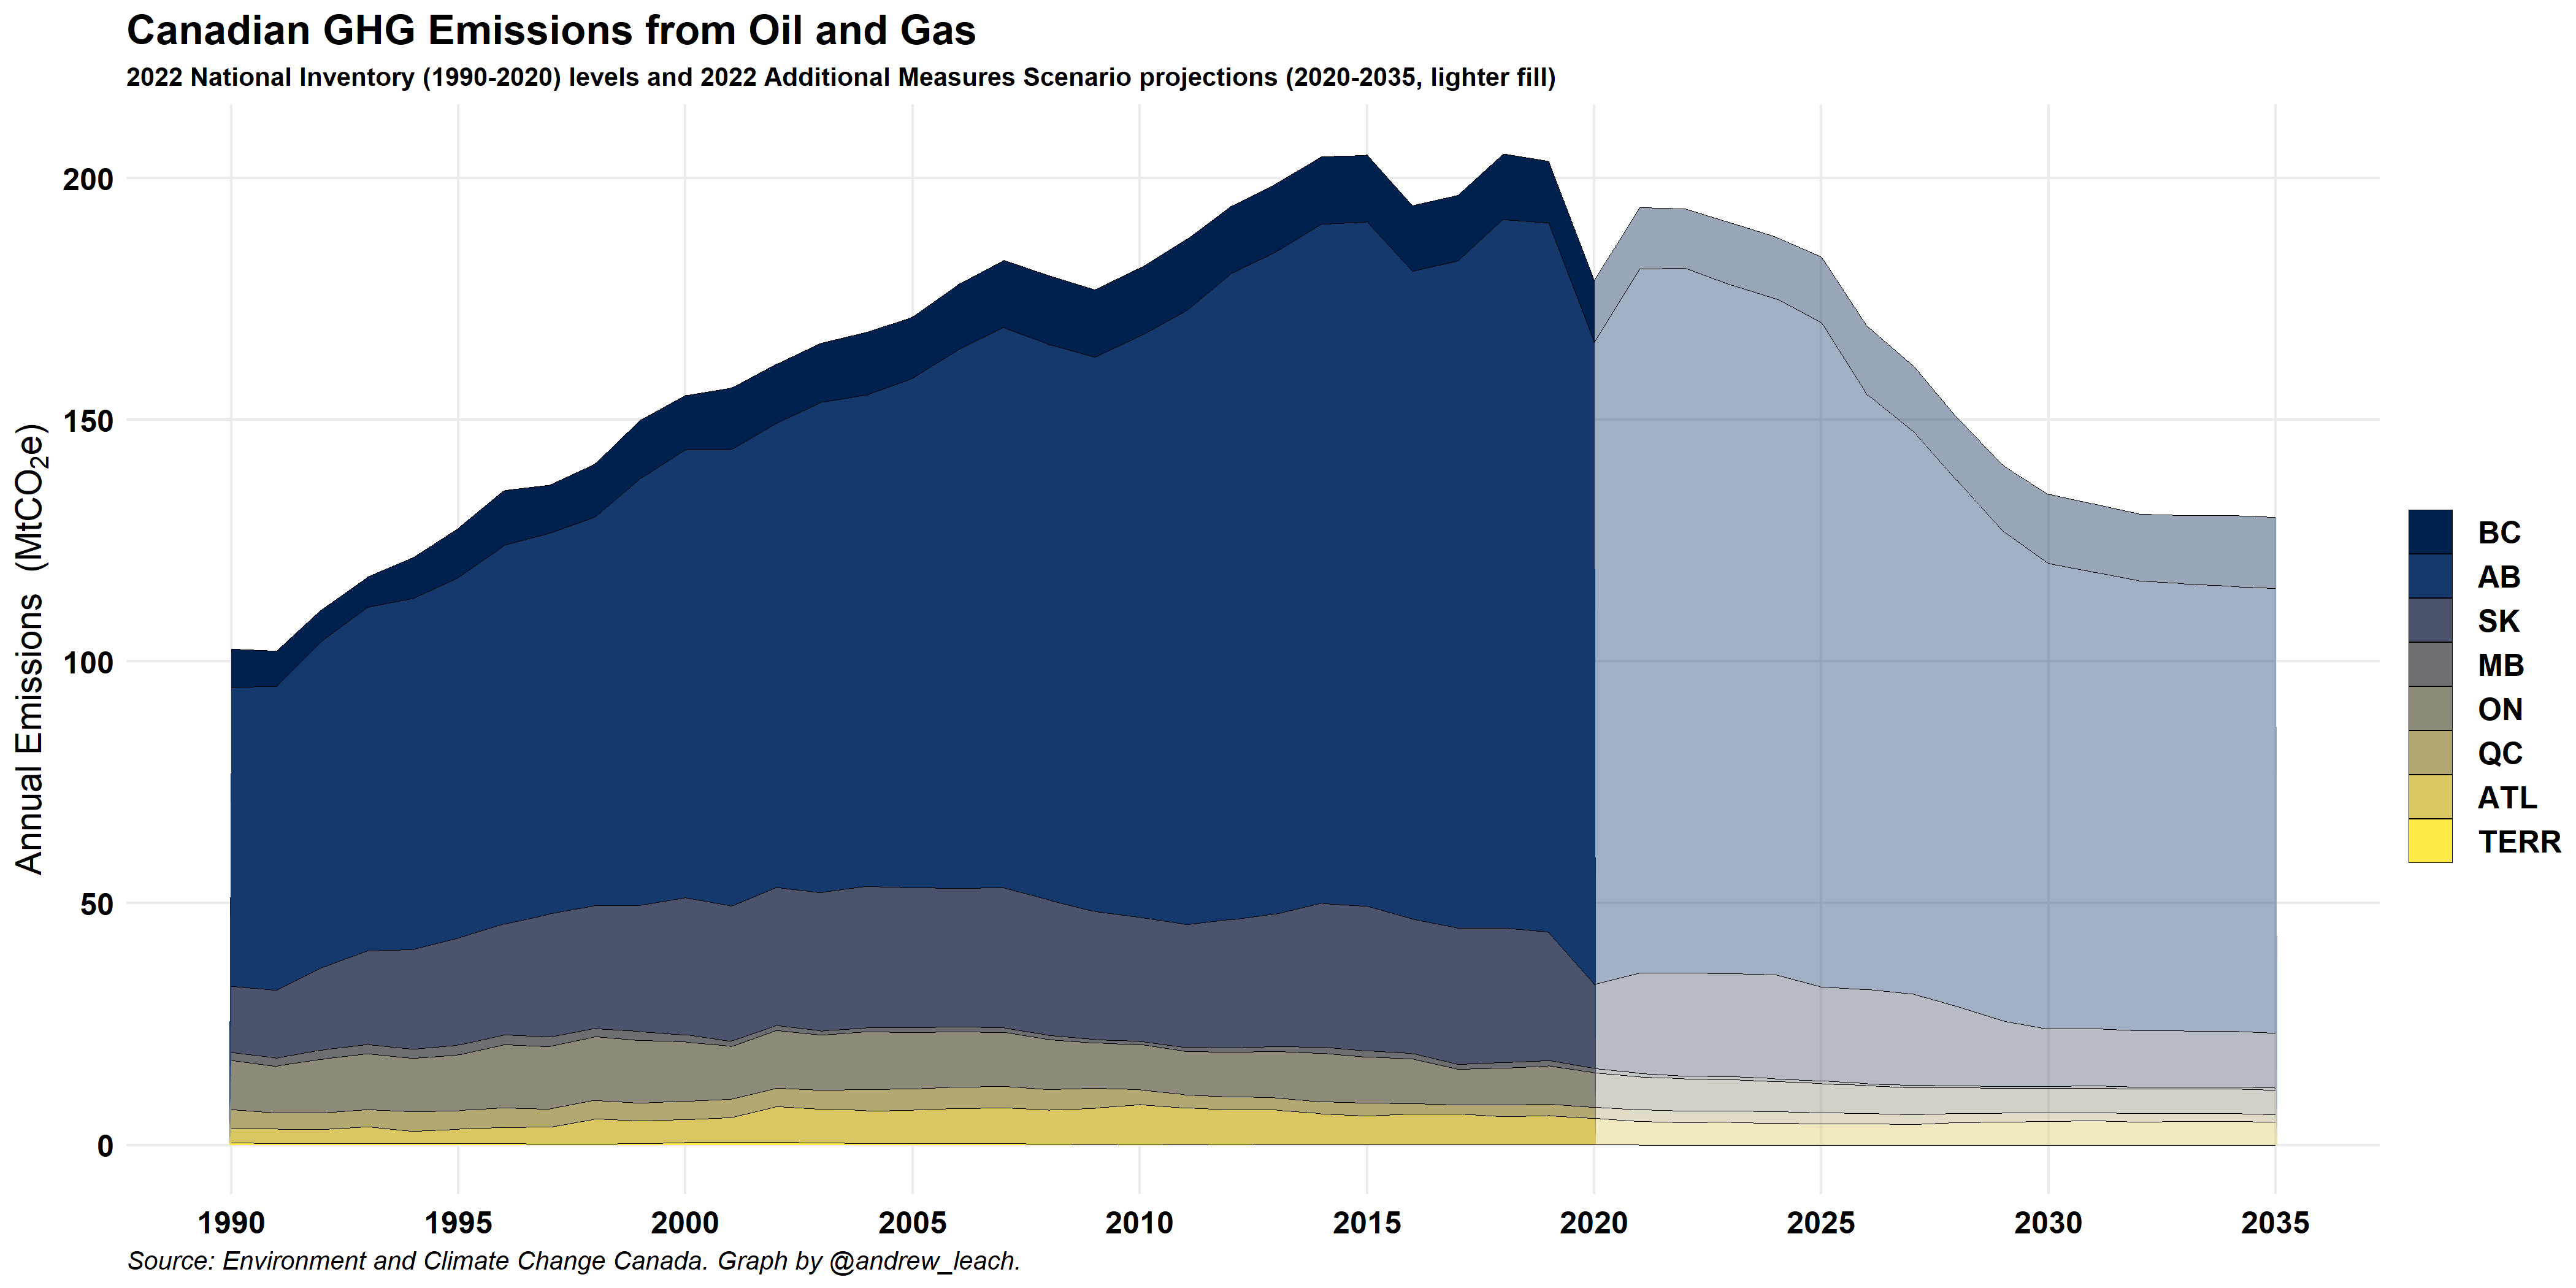 Canadian GHG Emissions from Oil and Gas
2022 National Inventory (1990-2020) levels and 2022 Additional Measures Scenario projections (2020-2035, lighter fill)
Annual Emissions (MtCO₂e)
200
150
100
50
0
1990 1995 2000 2005 2010 2015 2020 2025 2030 2035
BC
AB
SK
MB
ON
QC
ATL
TERR
Source: Environment and Climate Change Canada. Graph by @andrew_leach.